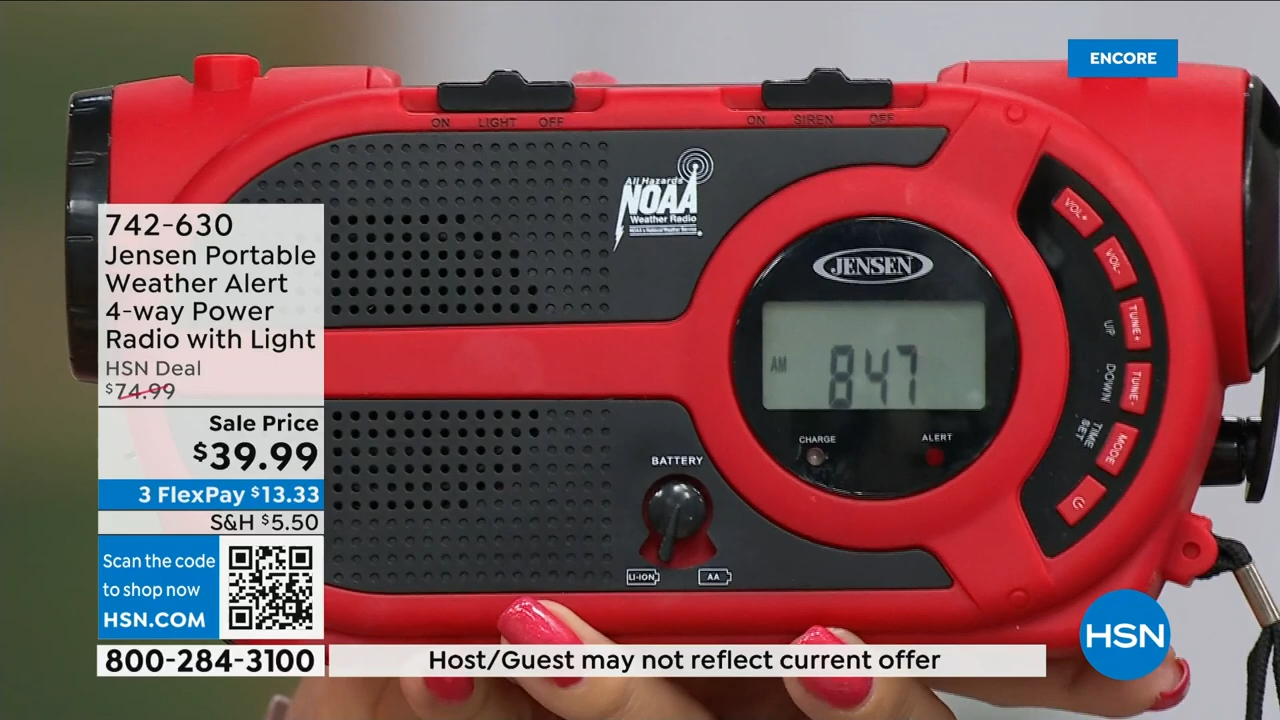 ENCORE
ON LIGHT OFF
ON SIREN OFF
All Hazards
NOAA
Weather Radio
VOL+
VOL-
TUNE+
UP
TUNE-
DOWN
MODE
TIME SET
JENSEN
AM 847
CHARGE
ALERT
BATTERY
LI-ION
AA
742-630
Jensen Portable
Weather Alert
4-way Power
Radio with Light
HSN Deal
$74.99
Sale Price
$39.99
3 FlexPay $13.33
S&H $5.50
Scan the code
to shop now
HSN.COM
800-284-3100
Host/Guest may not reflect current offer
HSN